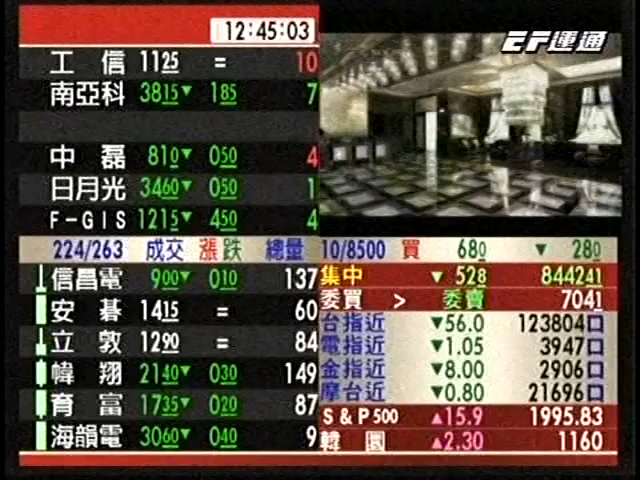 12:45:03
EF運通
工信 1125 = 10
南亞科 3815▼ 185 7
中磊 810▼ 050 4
日月光 3460▼ 050 1
F-GIS 1215▼ 450 4
224/263 成交 漲跌 總量
信昌電 900▼ 010 137
安碁 1415 = 60
立敦 1290 = 84
幃翔 2140▼ 030 149
育富 1735▼ 020 87
海韻電 3060▼ 040 9
10/8500 買 680 ▼ 280
集中 ▼ 528 844241
委買 > 委賣 7041
台指近 ▼56.0 123804口
電指近 ▼1.05 3947口
金指近 ▼8.00 2906口
摩台近 ▼0.80 21696口
S&P500 ▲15.9 1995.83
韓圜 ▲2.30 1160